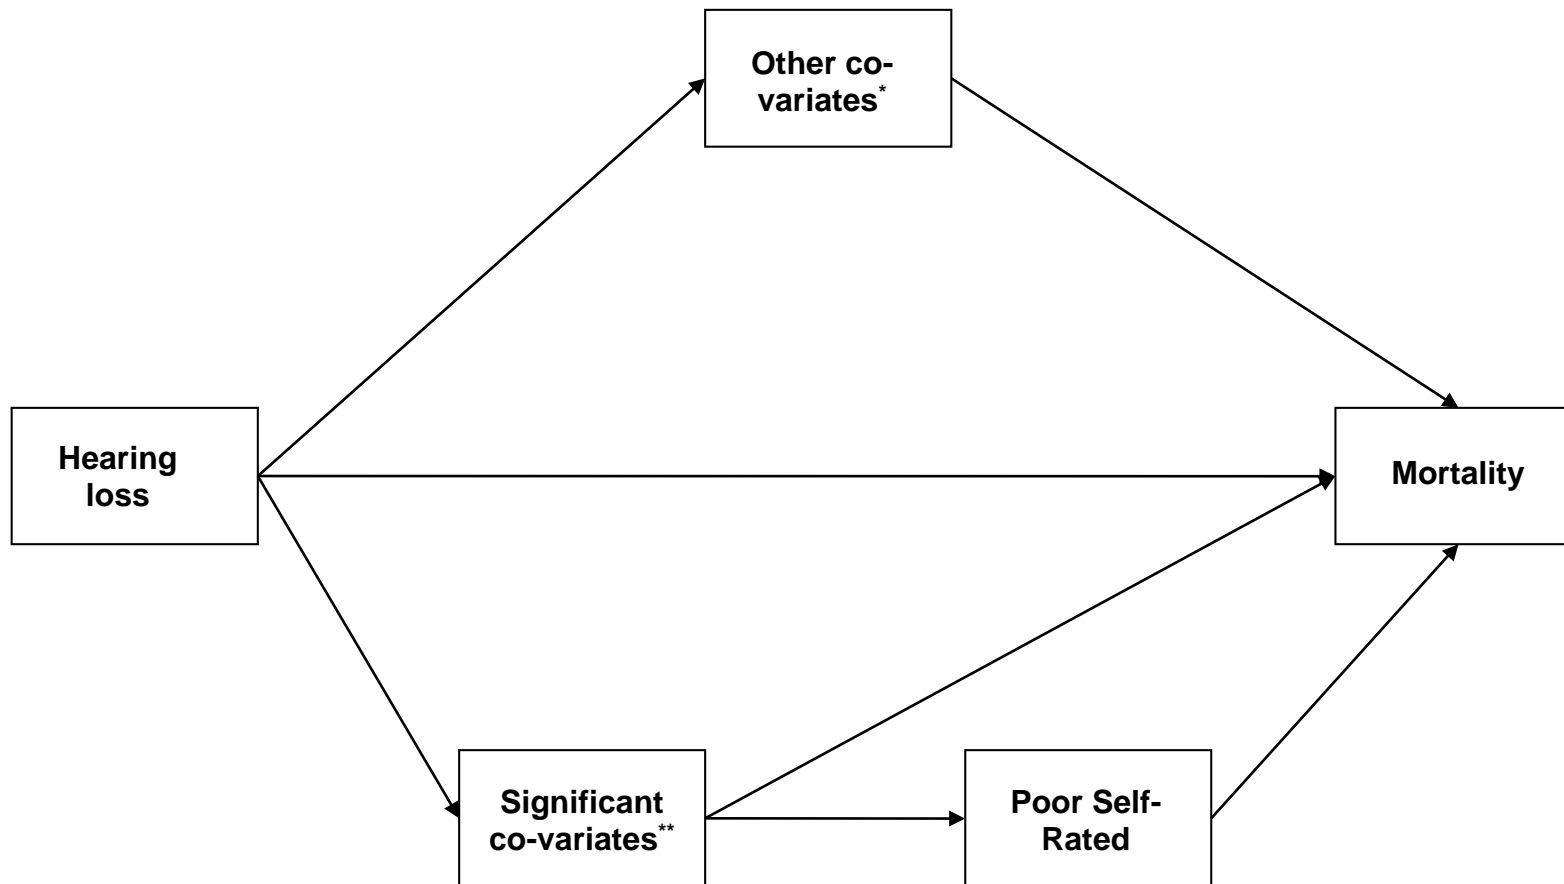 Other co-
variates*
Hearing
loss
Mortality
Significant
co-variates**
Poor Self-
Rated